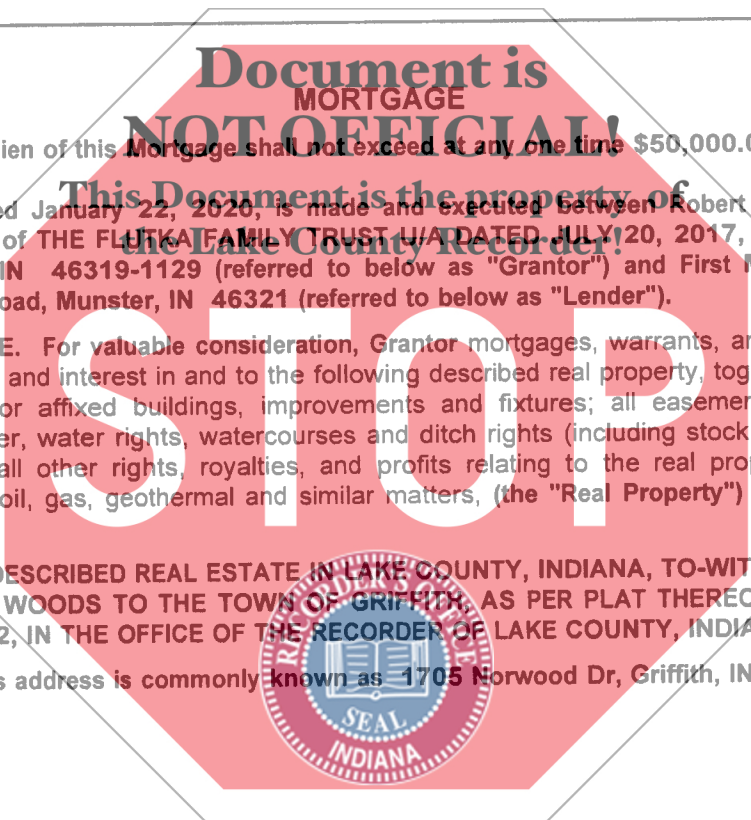 Document is
MORTGAGE
NOT OFFICIAL!
ien of this Mortgage shall not exceed at any one time $50,000.0
This Document is the property of
ed January 22, 2020, is made and executed between Robert
the Lake County Recorder!
of THE FLUTKA FAMILY TRUST U/A DATED JULY 20, 2017,
IN 46319-1129 (referred to below as "Grantor") and First M
oad, Munster, IN 46321 (referred to below as "Lender").
STOP
E. For valuable consideration, Grantor mortgages, warrants, an
and interest in and to the following described real property, tog
or affixed buildings, improvements and fixtures; all easemen
er, water rights, watercourses and ditch rights (including stock
all other rights, royalties, and profits relating to the real prop
oil, gas, geothermal and similar matters, (the "Real Property")
DESCRIBED REAL ESTATE IN LAKE COUNTY, INDIANA, TO-WIT
WOODS TO THE TOWN OF GRIFFITH, AS PER PLAT THEREO
2, IN THE OFFICE OF THE RECORDER OF LAKE COUNTY, INDIA
s address is commonly known as 1705 Norwood Dr, Griffith, IN
RECORDER'S OFFICE
SEAL
INDIANA